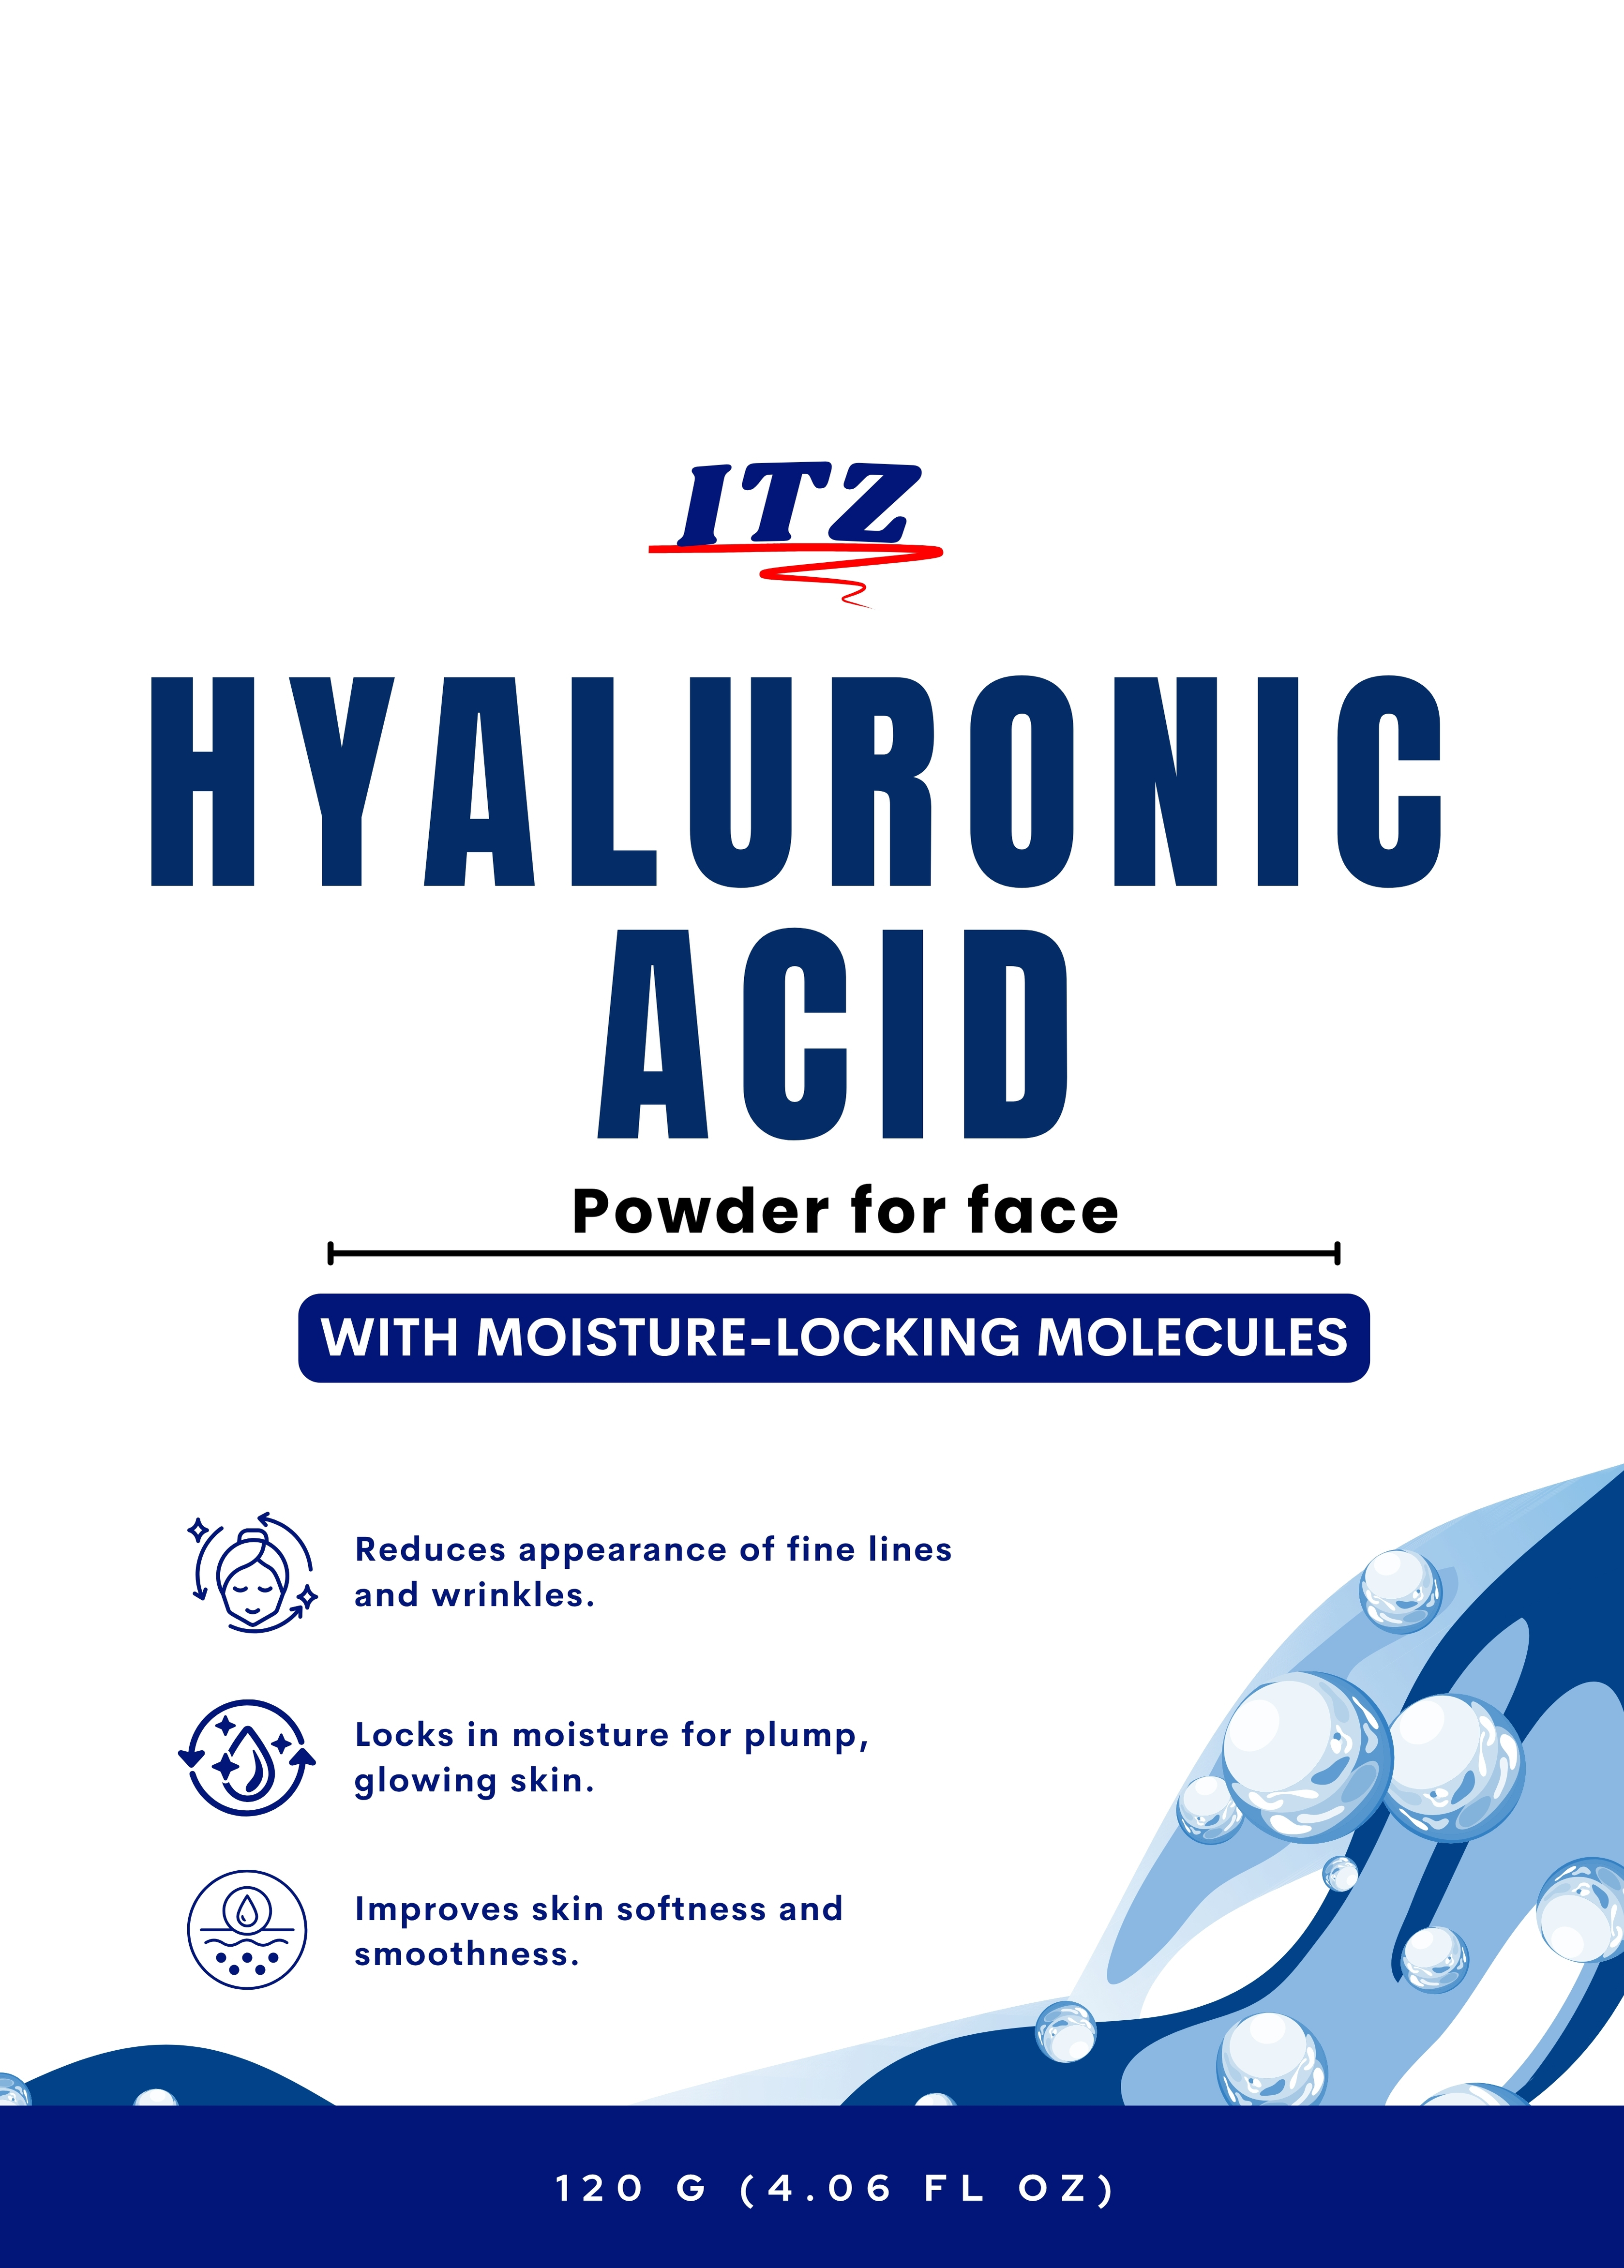 ITZ
HYALURONIC
ACID
Powder for face
WITH MOISTURE-LOCKING MOLECULES
Reduces appearance of fine lines
and wrinkles.
Locks in moisture for plump,
glowing skin.
Improves skin softness and
smoothness.
120 G (4.06 FL OZ)